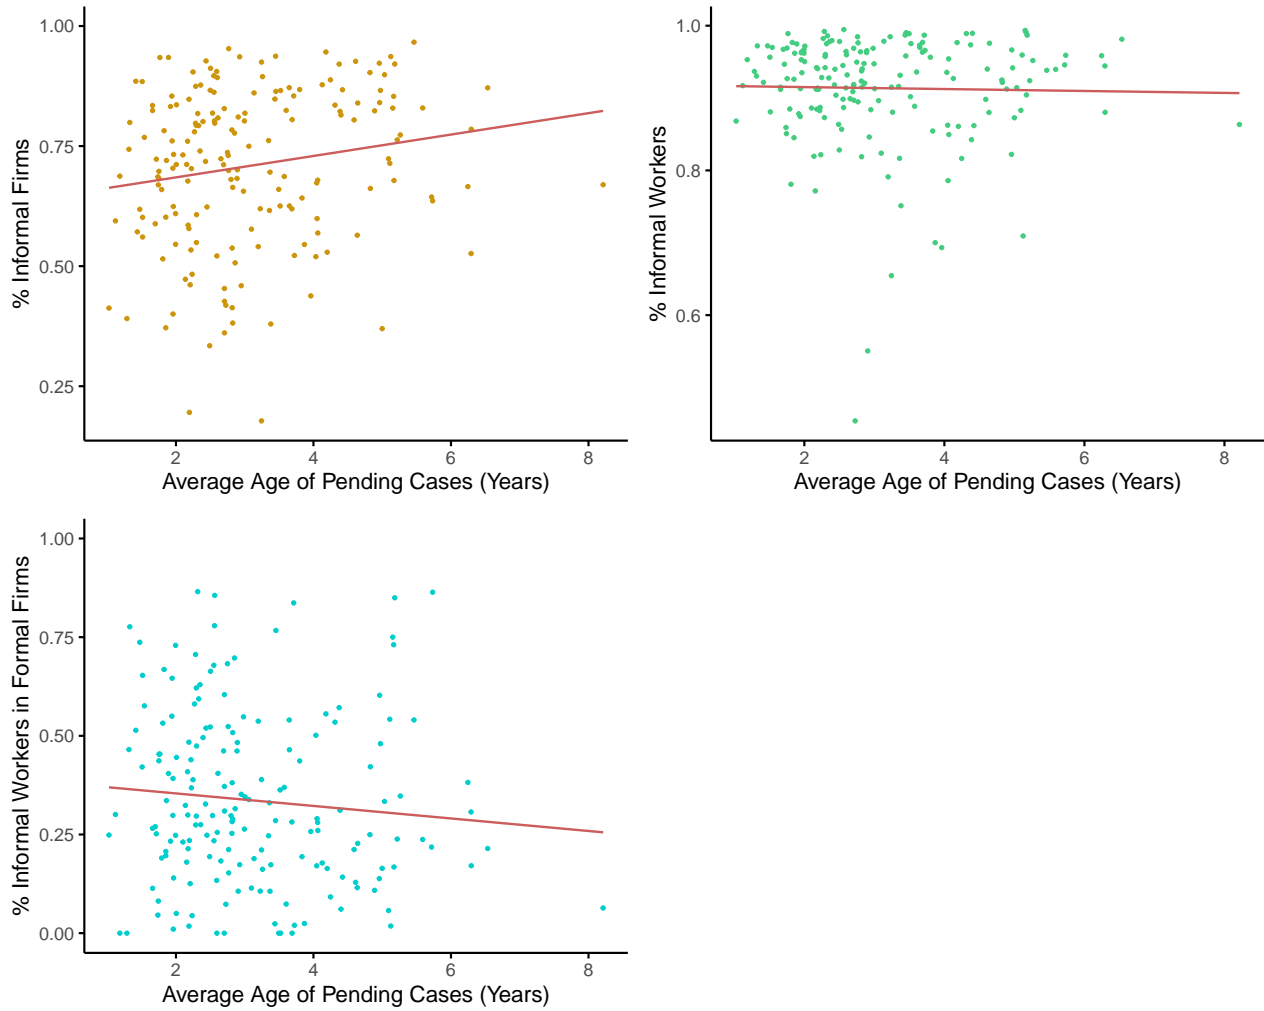 1.00
0.75
0.50
0.25
2 4 6 8
% Informal Firms
Average Age of Pending Cases (Years)
1.0
0.8
0.6
2 4 6 8
% Informal Workers
Average Age of Pending Cases (Years)
1.00
0.75
0.50
0.25
0.00
2 4 6 8
% Informal Workers in Formal Firms
Average Age of Pending Cases (Years)